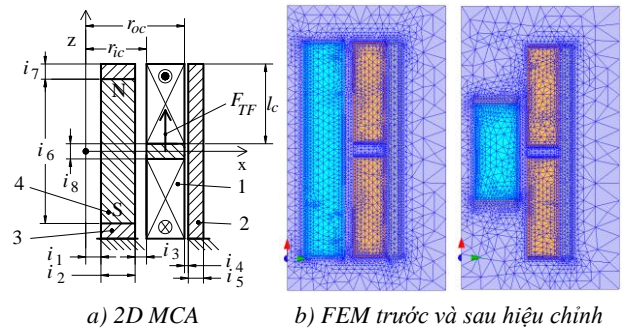 r_oc
z
r_ic
i_7
N
F_TF
l_c
i_6
x
i_8
4
S
1
3
2
i_1
i_3
i_2
i_4
i_5
a) 2D MCA
b) FEM trước và sau hiệu chỉnh